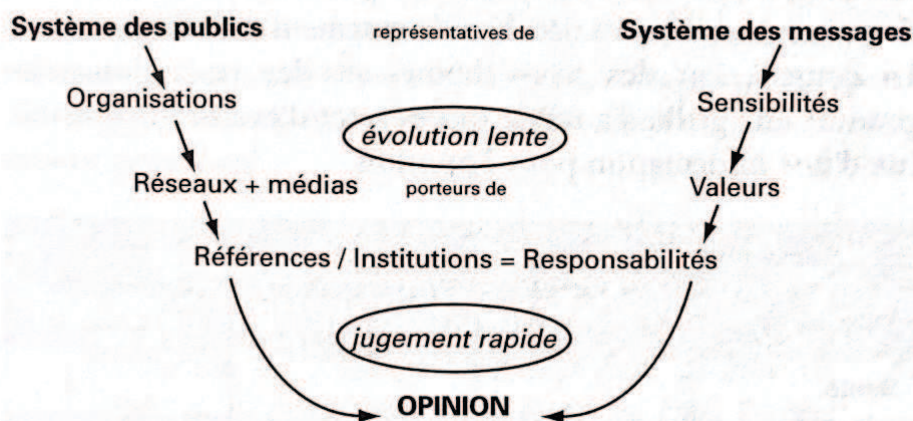 Système des publics représentatives de Système des messages
Organisations Sensibilités
évolution lente
Réseaux + médias porteurs de Valeurs
Références / Institutions = Responsabilités
jugement rapide
OPINION